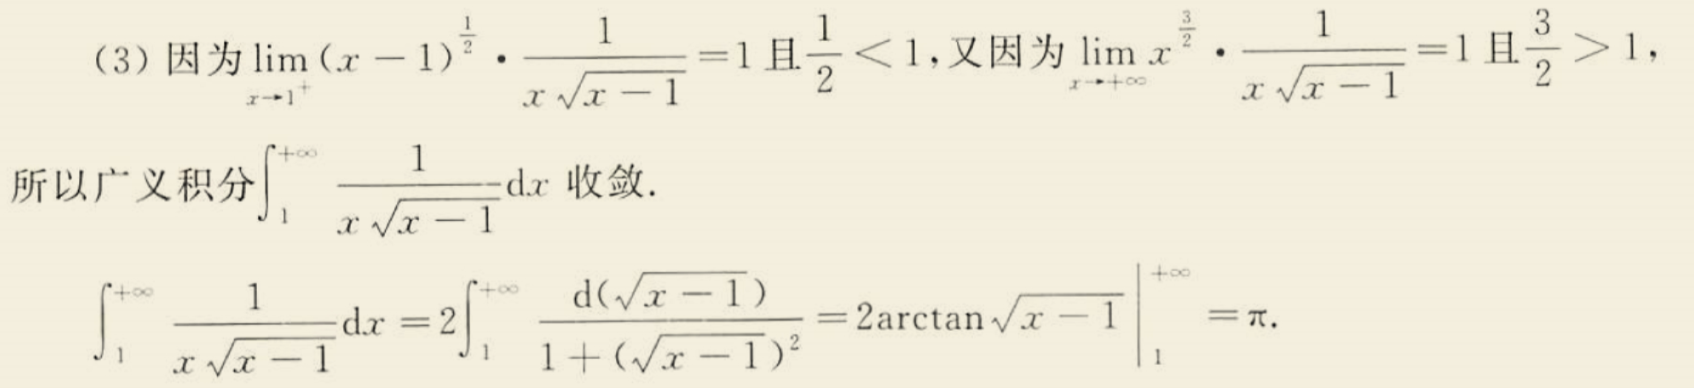 (3) 因为$\lim\limits_{x\to 1^+}(x-1)^{\frac{1}{2}}\cdot\frac{1}{x\sqrt{x-1}}=1$且$\frac{1}{2}<1$,又因为$\lim\limits_{x\to+\infty}x^{\frac{3}{2}}\cdot\frac{1}{x\sqrt{x-1}}=1$且$\frac{3}{2}>1$,
所以广义积分$\int_1^{+\infty}\frac{1}{x\sqrt{x-1}}\mathrm{d}x$ 收敛.
$\int_1^{+\infty}\frac{1}{x\sqrt{x-1}}\mathrm{d}x=2\int_1^{+\infty}\frac{\mathrm{d}(\sqrt{x-1})}{1+(\sqrt{x-1})^2}=2\arctan\sqrt{x-1}\Big|_1^{+\infty}=\pi.$